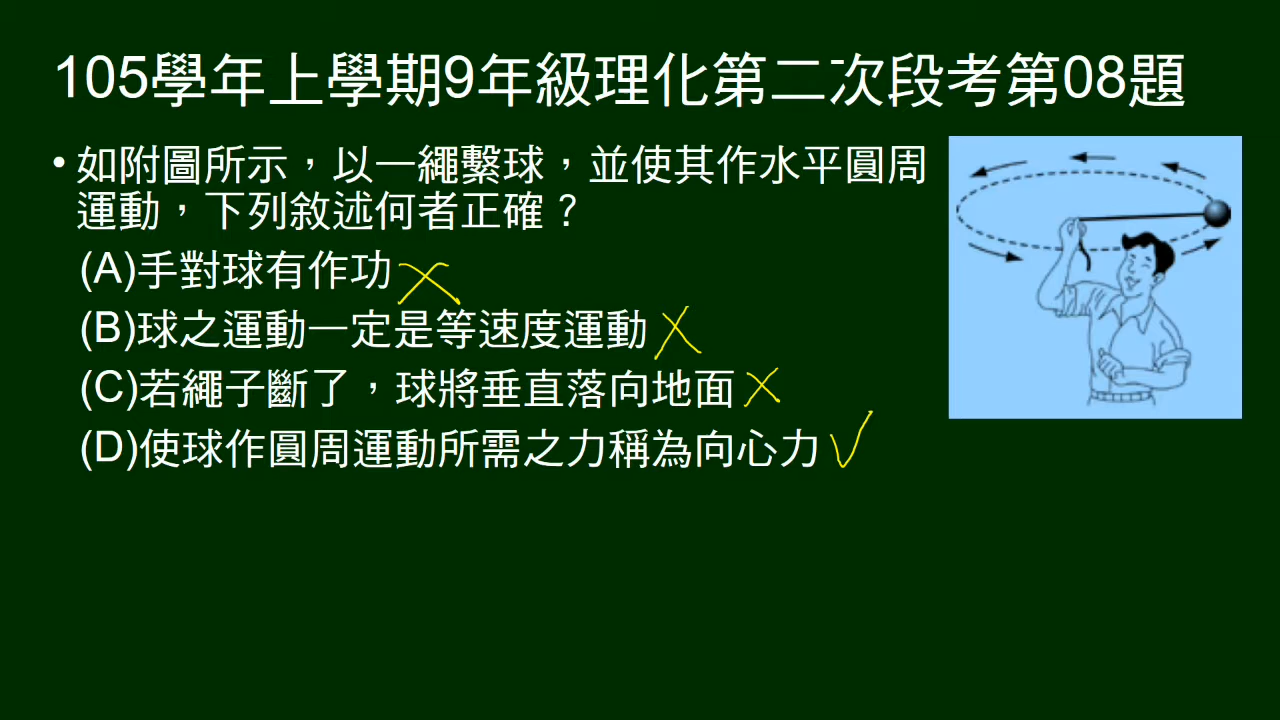 105學年上學期9年級理化第二次段考第08題
•如附圖所示，以一繩繫球，並使其作水平圓周
運動，下列敘述何者正確？
(A)手對球有作功
(B)球之運動一定是等速度運動
(C)若繩子斷了，球將垂直落向地面
(D)使球作圓周運動所需之力稱為向心力